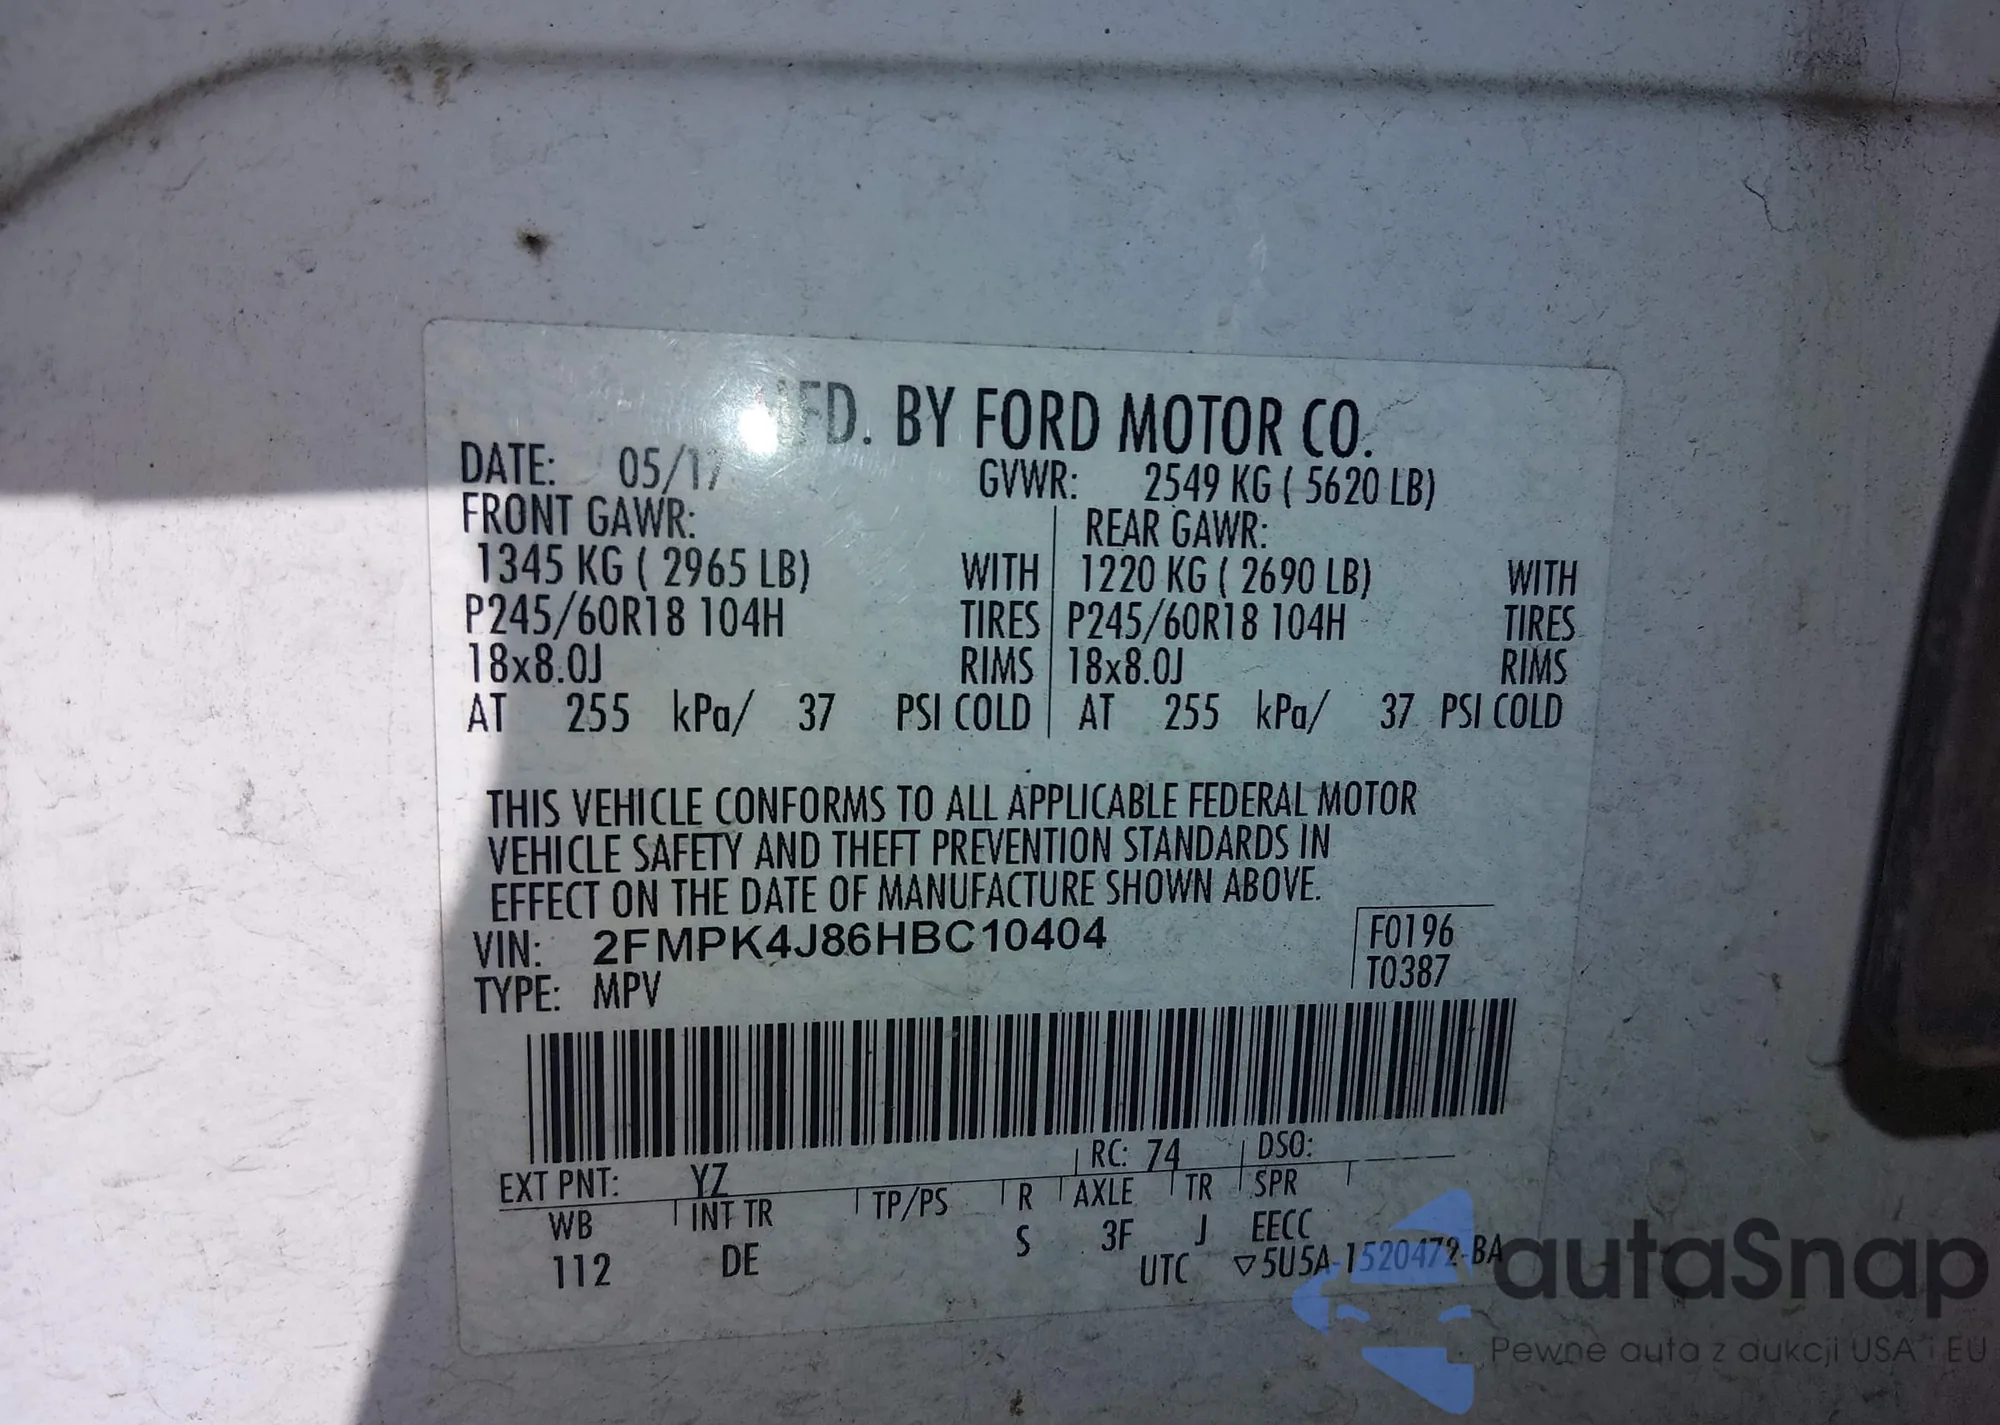 MFD. BY FORD MOTOR CO.
DATE: 05/17 GVWR: 2549 KG ( 5620 LB)
FRONT GAWR: REAR GAWR:
1345 KG ( 2965 LB) WITH 1220 KG ( 2690 LB) WITH
P245/60R18 104H TIRES P245/60R18 104H TIRES
18x8.0J RIMS 18x8.0J RIMS
AT 255 kPa/ 37 PSI COLD AT 255 kPa/ 37 PSI COLD
THIS VEHICLE CONFORMS TO ALL APPLICABLE FEDERAL MOTOR
VEHICLE SAFETY AND THEFT PREVENTION STANDARDS IN
EFFECT ON THE DATE OF MANUFACTURE SHOWN ABOVE.
VIN: 2FMPK4J86HBC10404 F0196
TYPE: MPV T0387
EXT PNT: YZ RC: 74 DSO:
WB INT TR TP/PS R AXLE TR SPR
112 DE S 3F J EECC
UTC ▽5U5A-1520472-BA
autaSnap
Pewne auta z aukcji USA i EU